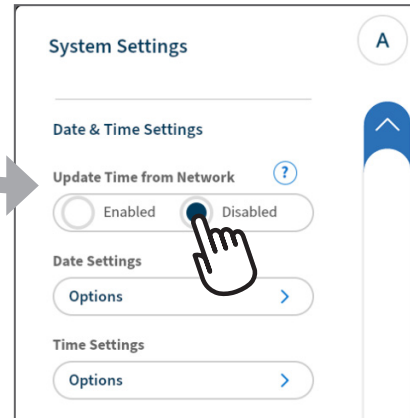 System Settings
A
Date & Time Settings
Update Time from Network ?
Enabled Disabled
Date Settings
Options
Time Settings
Options